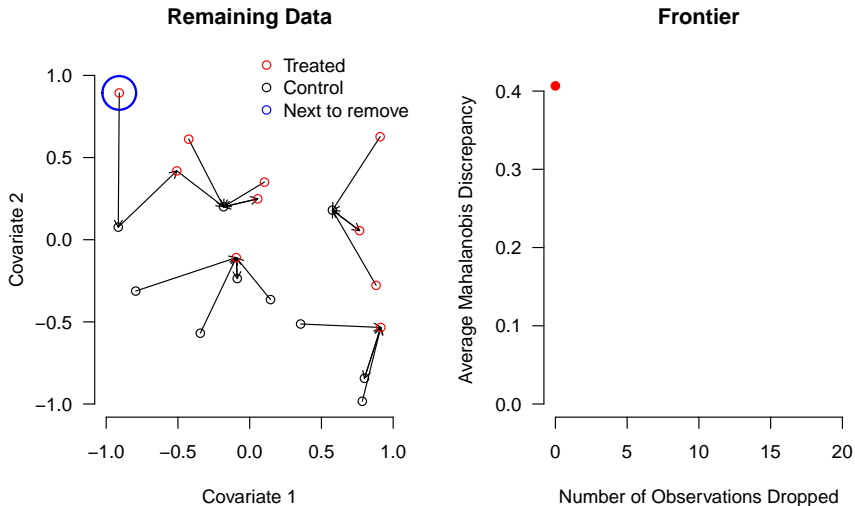 Remaining Data
Treated
Control
Next to remove
1.0
0.5
0.0
−0.5
−1.0
Covariate 2
−1.0 −0.5 0.0 0.5 1.0
Covariate 1
Frontier
0.4
0.3
0.2
0.1
0.0
Average Mahalanobis Discrepancy
0 5 10 15 20
Number of Observations Dropped